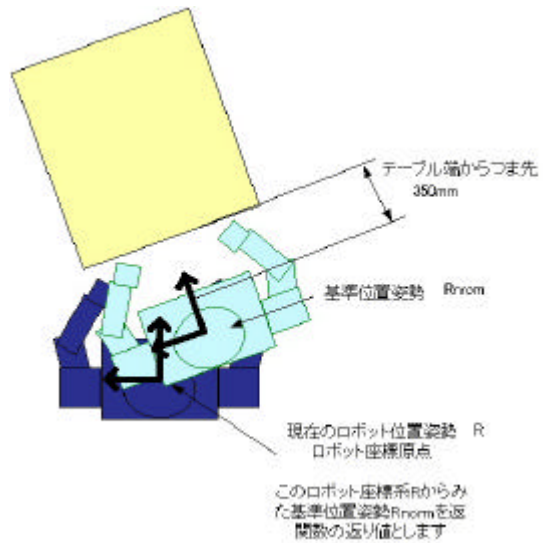 テーブル端からつま先
350mm
基準位置姿勢 Rnrom
現在のロボット位置姿勢 R
ロボット座標原点
このロボット座標系Rからみ
た基準位置姿勢Rnormを返
関数の返り値とします